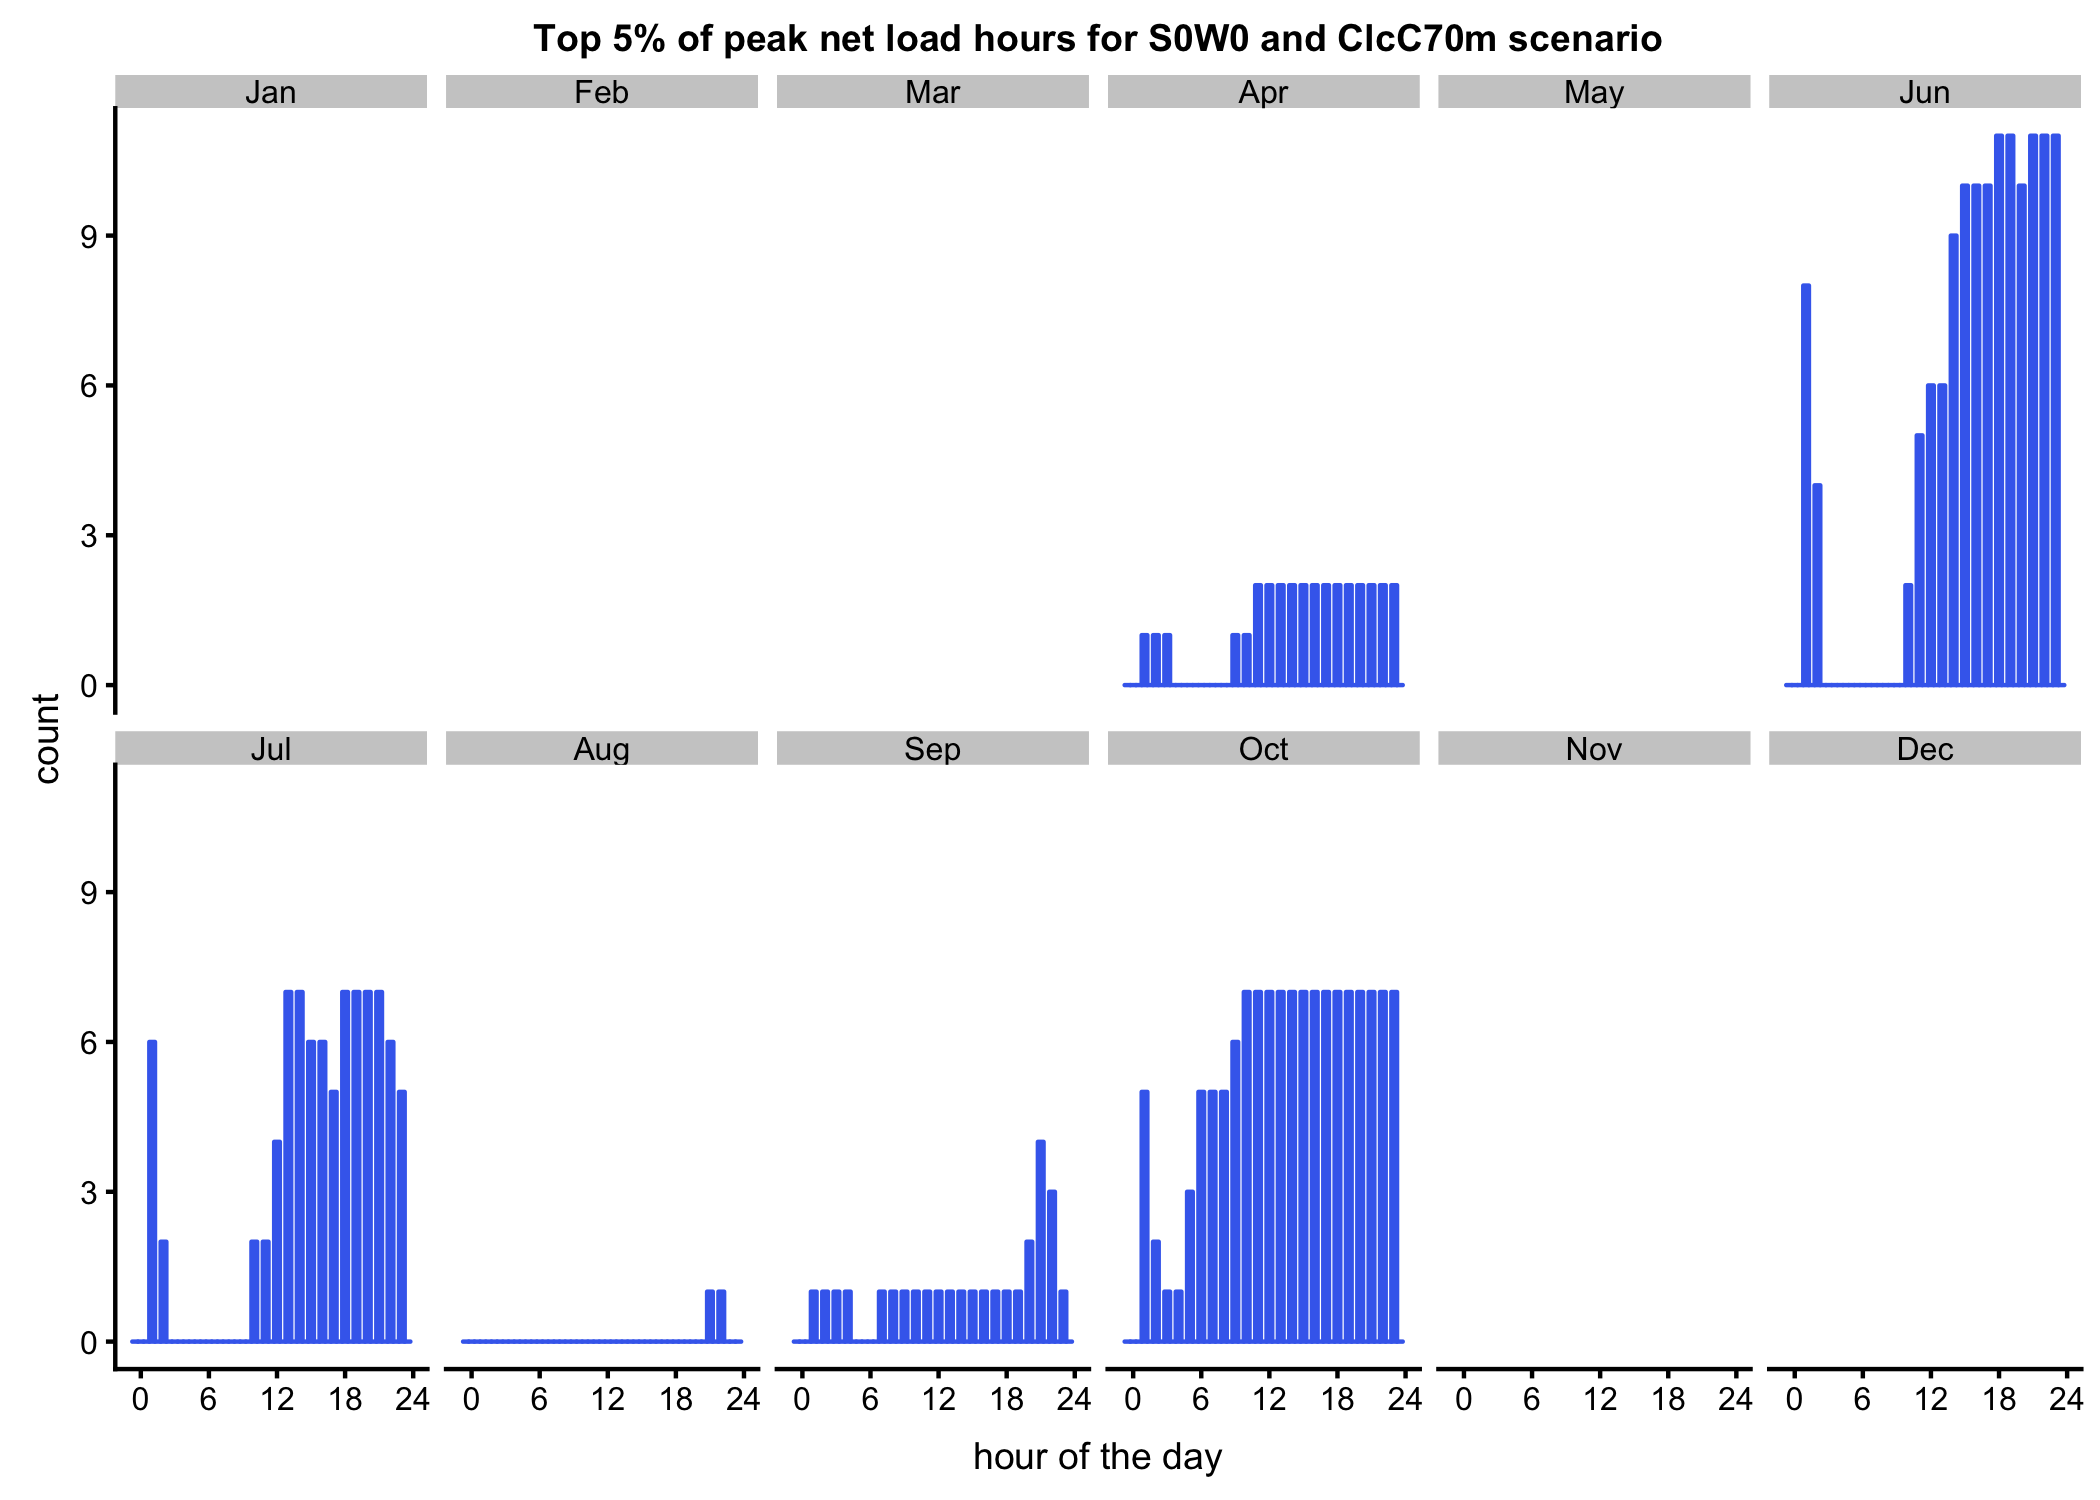 Top 5% of peak net load hours for S0W0 and ClcC70m scenario
Jan Feb Mar Apr May Jun
9
6
3
0
count
Jul Aug Sep Oct Nov Dec
9
6
3
0
0 6 12 18 24 0 6 12 18 24 0 6 12 18 24 0 6 12 18 24 0 6 12 18 24 0 6 12 18 24
hour of the day